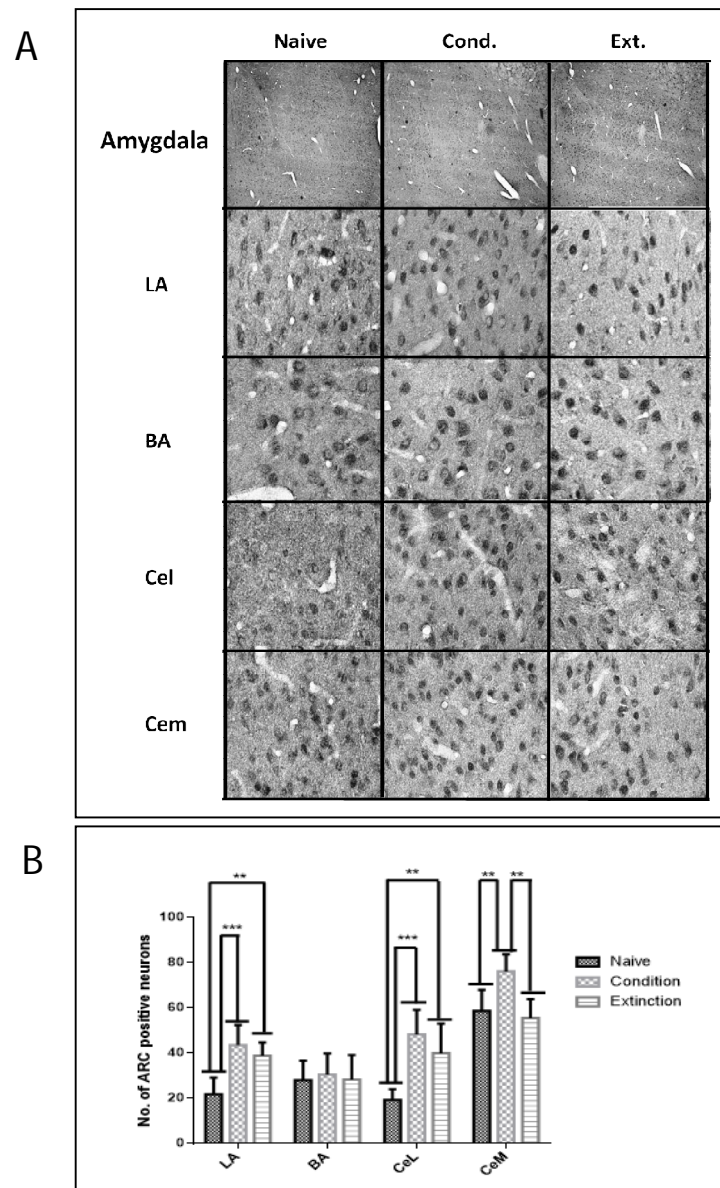 A
Naive Cond. Ext.
Amygdala
LA
BA
Cel
Cem
B
No. of ARC positive neurons
100
80
60
40
20
0
** *** ** *** ** **
LA BA CeL CeM
Naive
Condition
Extinction